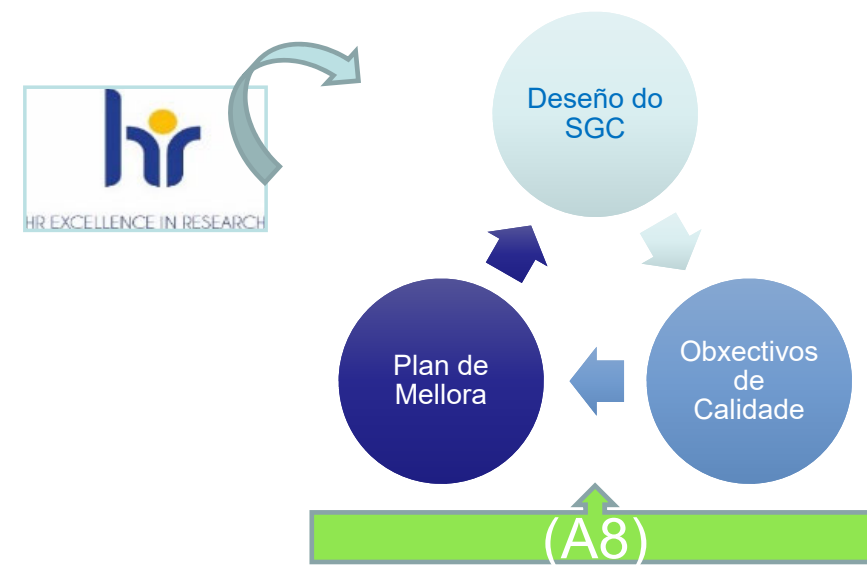 Deseño do
SGC
hr
HR EXCELLENCE IN RESEARCH
Plan de
Mellora
Obxectivos
de
Calidade
(A8)